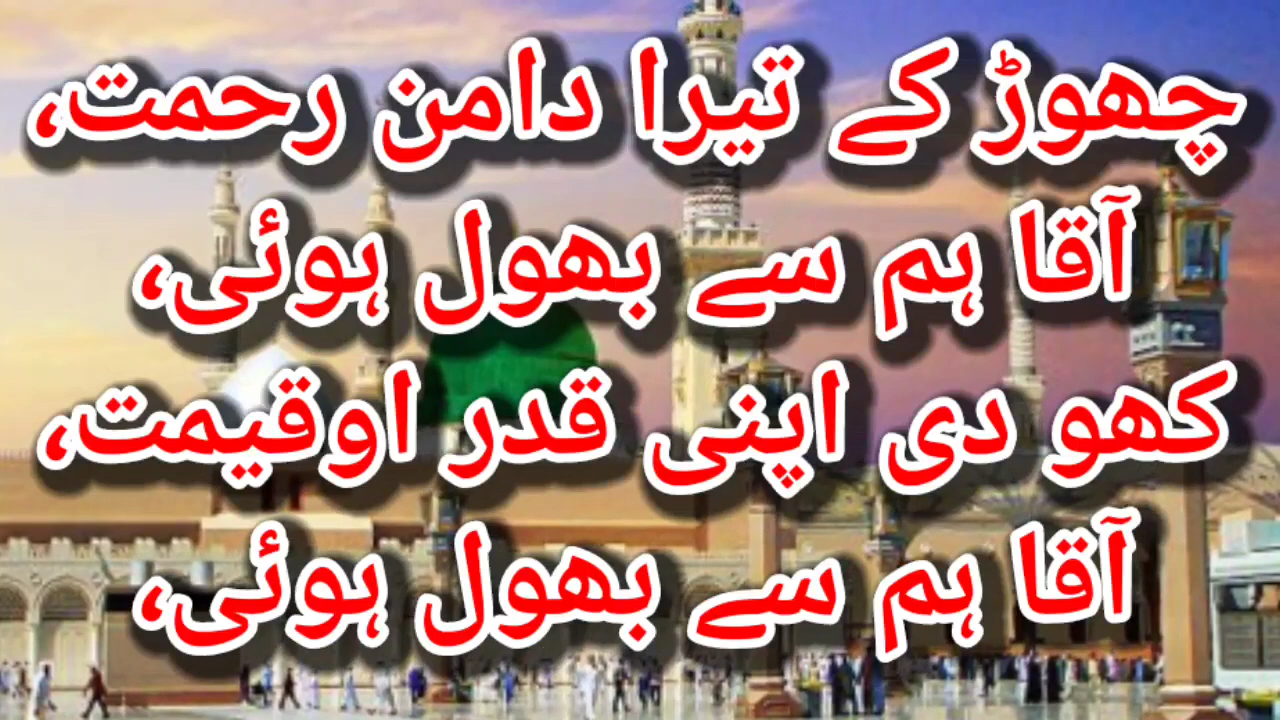 چھوڑ کے تیرا دامن رحمت،
آقا ہم سے بھول ہوئی،
کھو دی اپنی قدر اوقیمت،
آقا ہم سے بھول ہوئی،